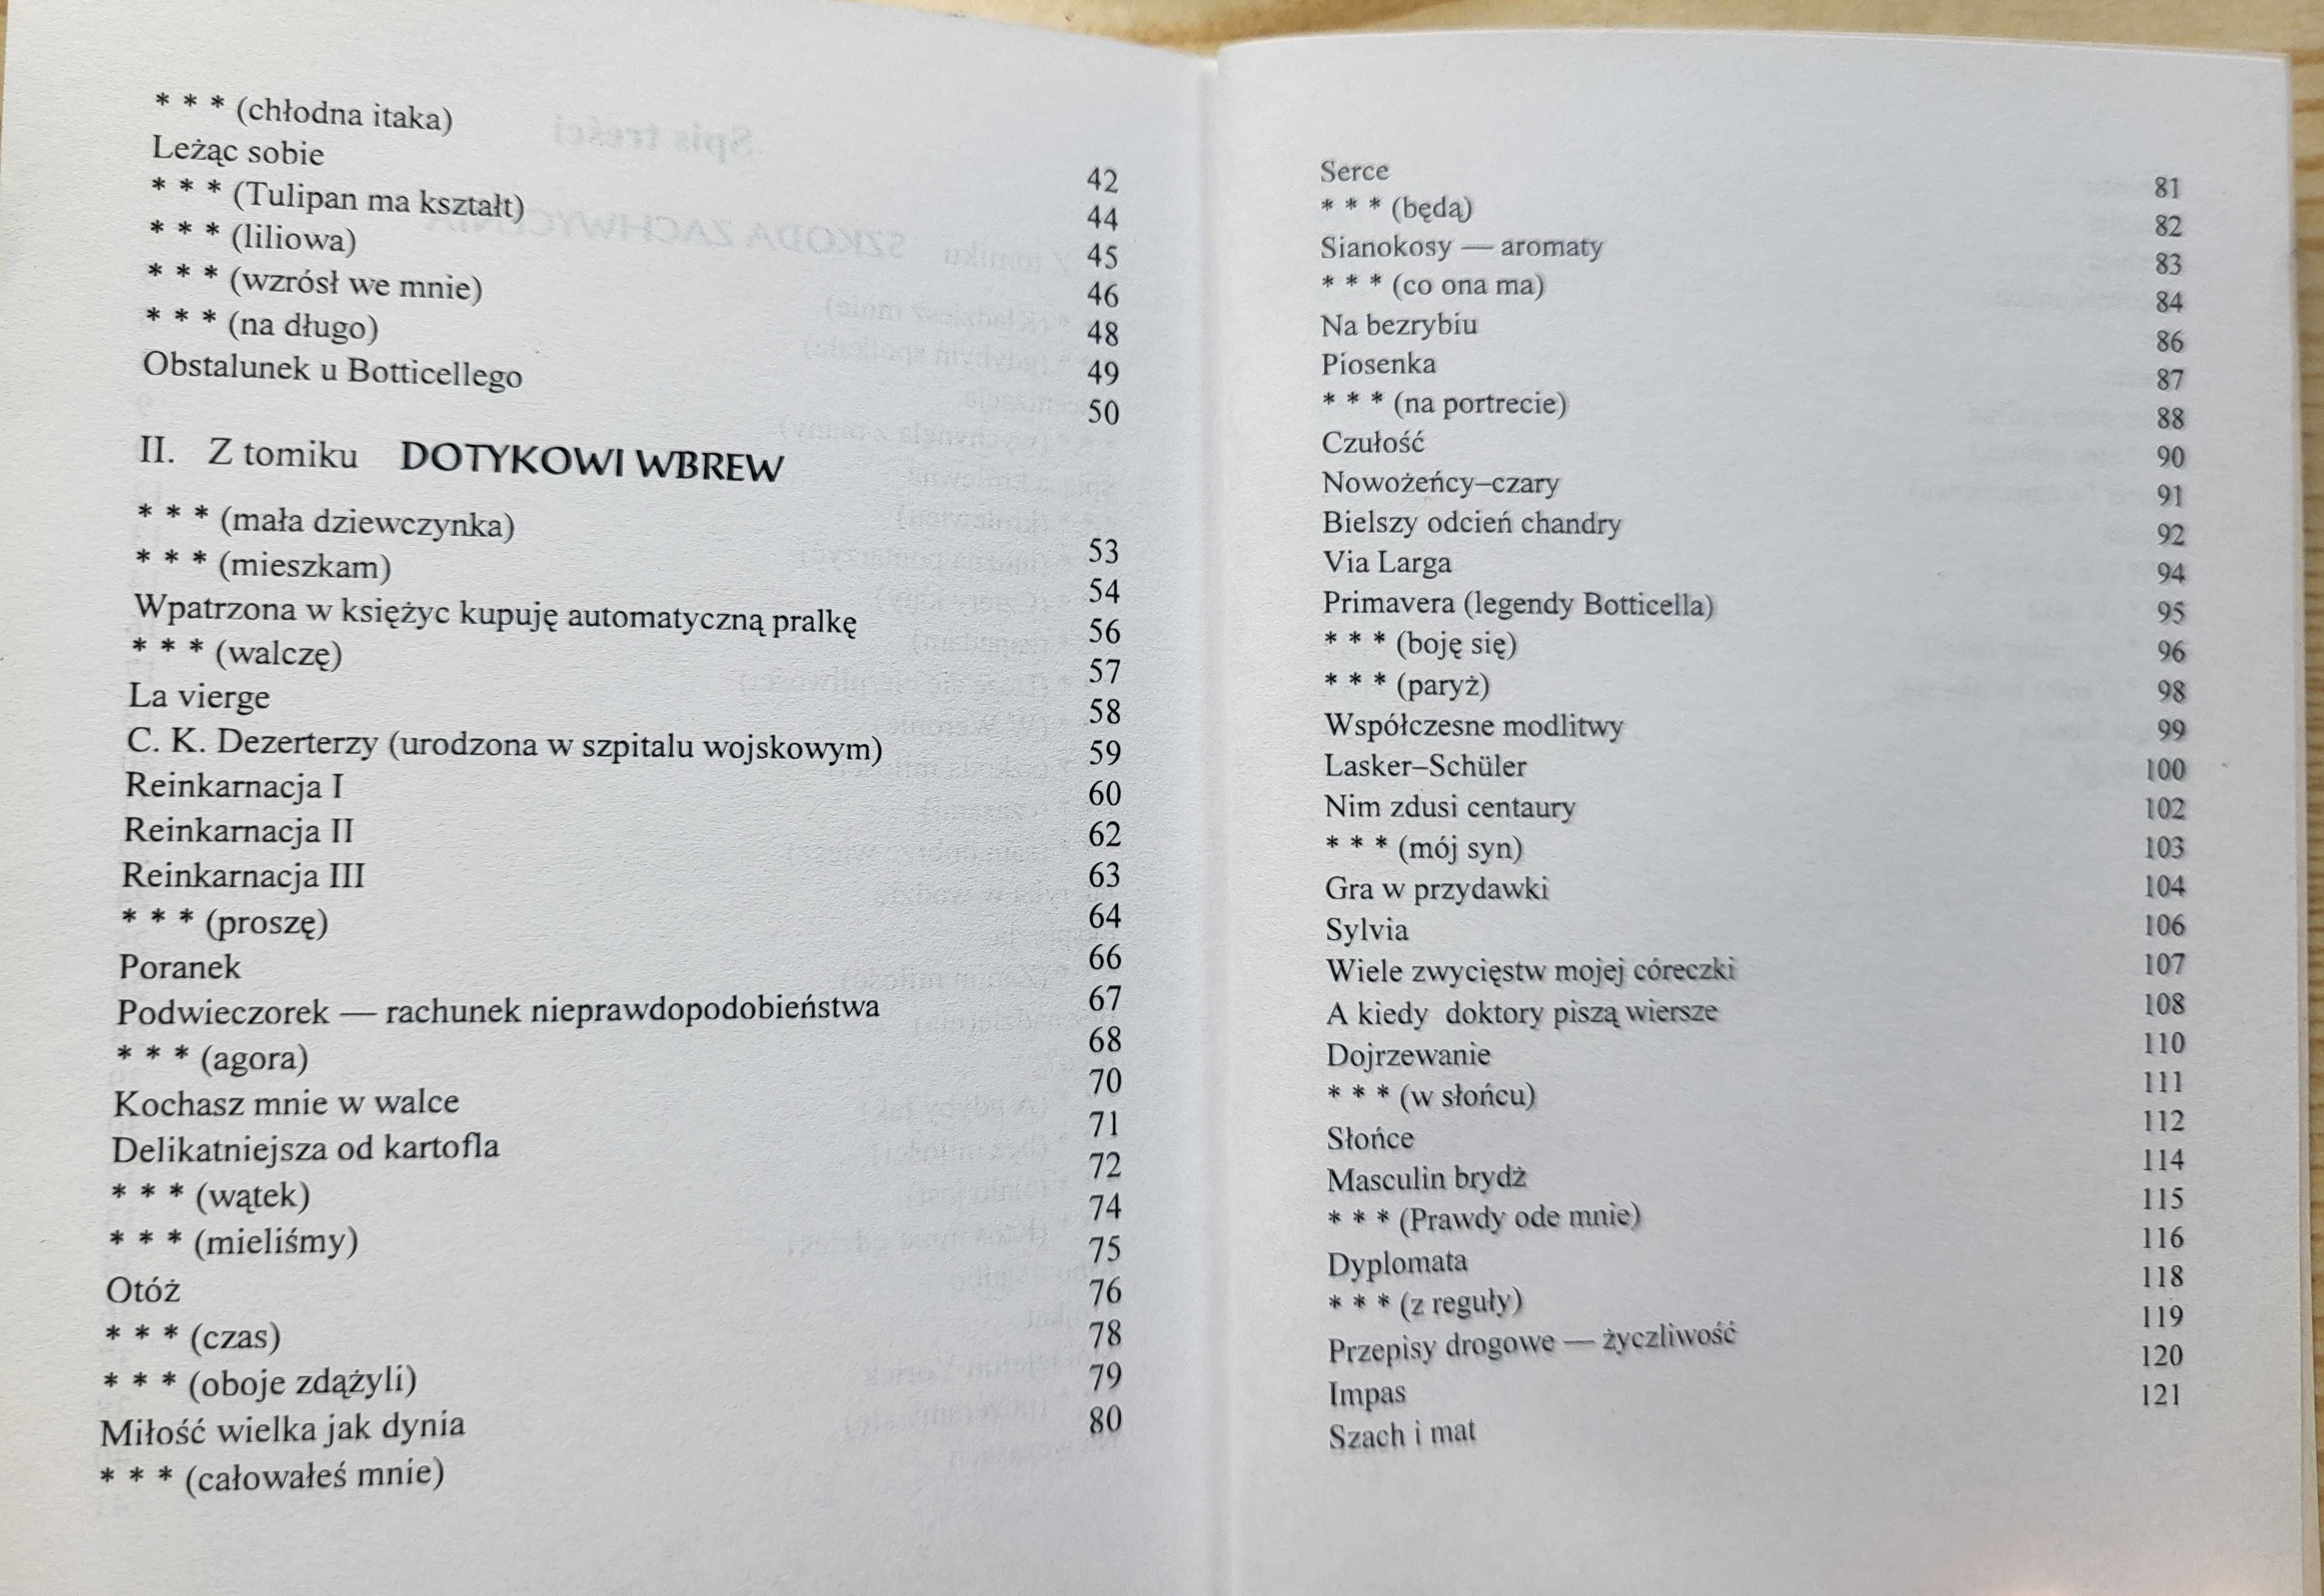 * * * (chłodna itaka) 42
Leżąc sobie 44
* * * (Tulipan ma kształt) 45
* * * (liliowa) 46
* * * (wzrósł we mnie) 48
* * * (na długo) 49
Obstalunek u Botticellego 50
II. Z tomiku DOTYKOWI WBREW
* * * (mała dziewczynka) 53
* * * (mieszkam) 54
Wpatrzona w księżyc kupuję automatyczną pralkę 56
* * * (walczę) 57
La vierge 58
C. K. Dezerterzy (urodzona w szpitalu wojskowym) 59
Reinkarnacja I 60
Reinkarnacja II 62
Reinkarnacja III 63
* * * (proszę) 64
Poranek 66
Podwieczorek — rachunek nieprawdopodobieństwa 67
* * * (agora) 68
Kochasz mnie w walce 70
Delikatniejsza od kartofla 71
* * * (wątek) 72
* * * (mieliśmy) 74
Otóż 75
* * * (czas) 76
* * * (oboje zdążyli) 78
Miłość wielka jak dynia 79
* * * (całowałeś mnie) 80
Serce 81
* * * (będą) 82
Sianokosy — aromaty 83
* * * (co ona ma) 84
Na bezrybiu 86
Piosenka 87
* * * (na portrecie) 88
Czułość 90
Nowożeńcy–czary 91
Bielszy odcień chandry 92
Via Larga 94
Primavera (legendy Botticella) 95
* * * (boję się) 96
* * * (paryż) 98
Współczesne modlitwy 99
Lasker–Schüler 100
Nim zdusi centaury 102
* * * (mój syn) 103
Gra w przydawki 104
Sylvia 106
Wiele zwycięstw mojej córeczki 107
A kiedy doktory piszą wiersze 108
Dojrzewanie 110
* * * (w słońcu) 111
Słońce 112
Masculin brydż 114
* * * (Prawdy ode mnie) 115
Dyplomata 116
* * * (z reguły) 118
Przepisy drogowe — życzliwość 119
Impas 120
Szach i mat 121